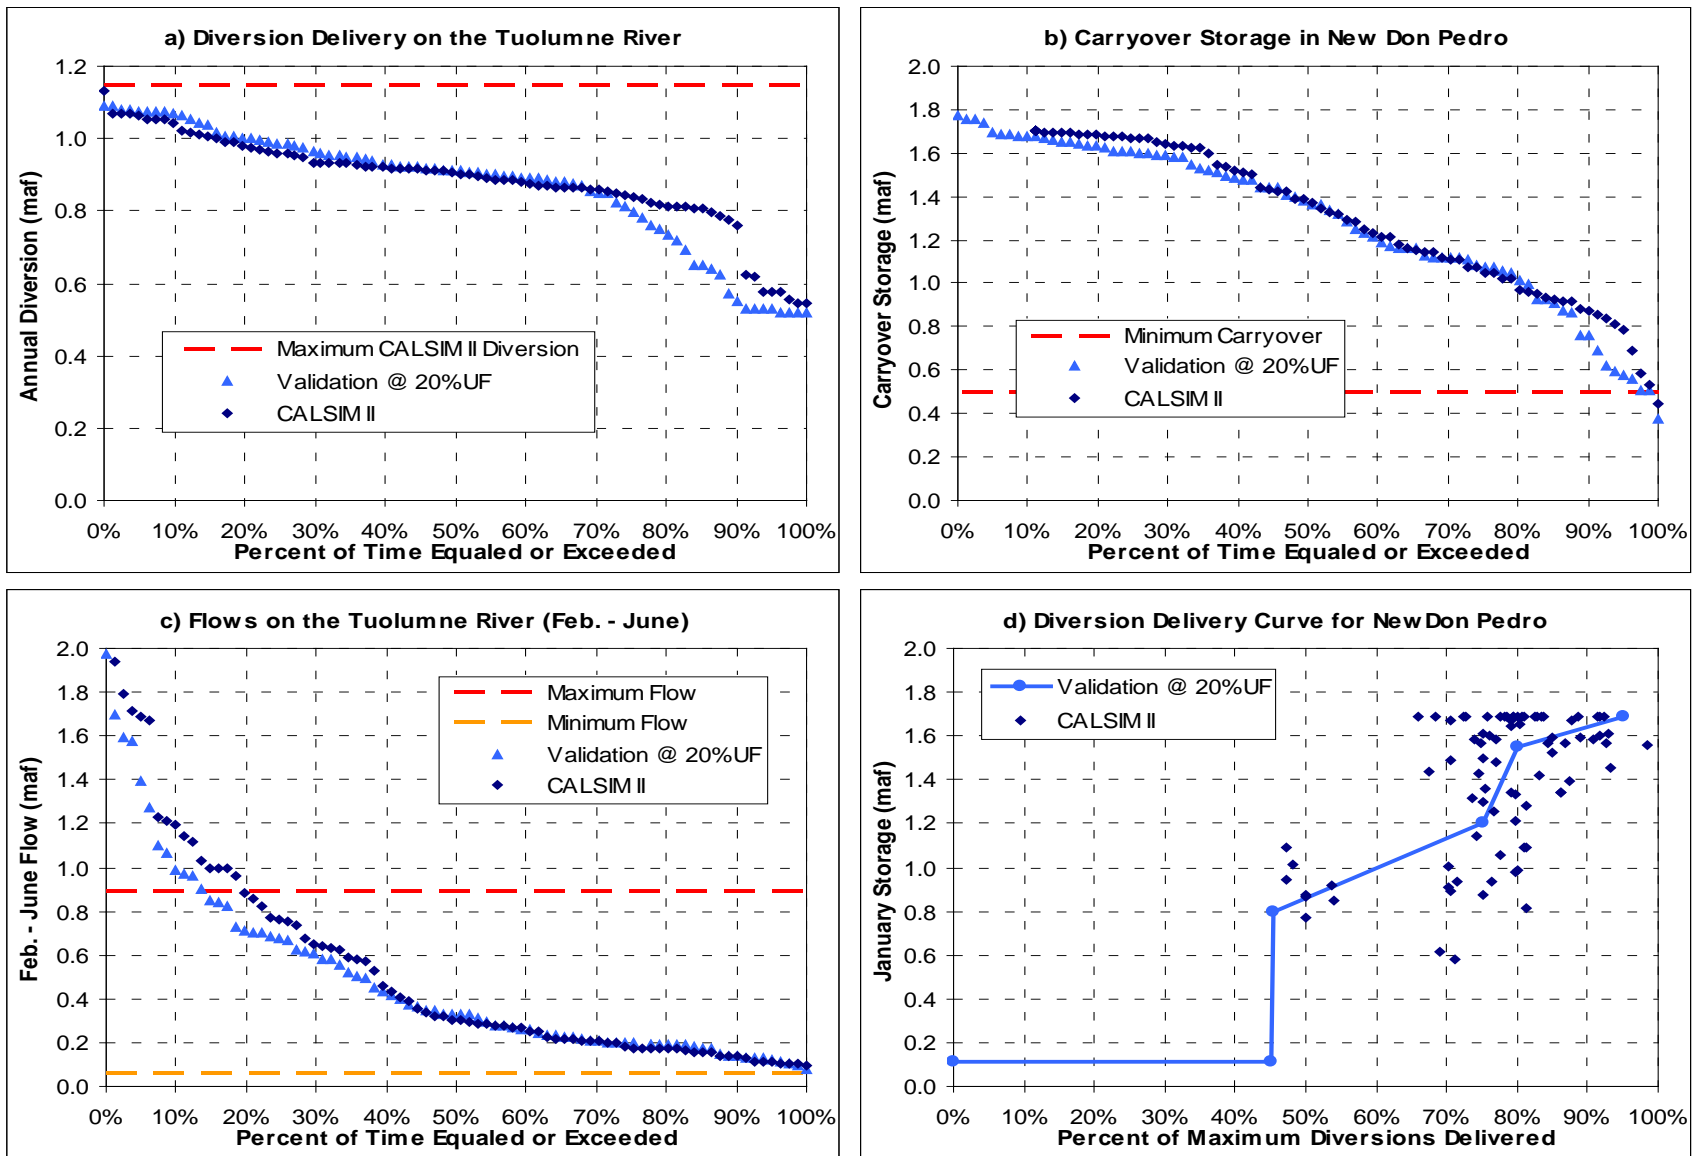 a) Diversion Delivery on the Tuolumne River
Annual Diversion (maf)
1.2
1.0
0.8
0.6
0.4
0.2
0.0
Maximum CALSIM II Diversion
Validation @ 20%UF
CALSIM II
0% 10% 20% 30% 40% 50% 60% 70% 80% 90% 100%
Percent of Time Equaled or Exceeded
b) Carryover Storage in New Don Pedro
Carryover Storage (maf)
2.0
1.8
1.6
1.4
1.2
1.0
0.8
0.6
0.4
0.2
0.0
Minimum Carryover
Validation @ 20%UF
CALSIM II
0% 10% 20% 30% 40% 50% 60% 70% 80% 90% 100%
Percent of Time Equaled or Exceeded
c) Flows on the Tuolumne River (Feb. - June)
Feb. - June Flow (maf)
2.0
1.8
1.6
1.4
1.2
1.0
0.8
0.6
0.4
0.2
0.0
Maximum Flow
Minimum Flow
Validation @ 20%UF
CALSIM II
0% 10% 20% 30% 40% 50% 60% 70% 80% 90% 100%
Percent of Time Equaled or Exceeded
d) Diversion Delivery Curve for New Don Pedro
January Storage (maf)
2.0
1.8
1.6
1.4
1.2
1.0
0.8
0.6
0.4
0.2
0.0
Validation @ 20%UF
CALSIM II
0% 10% 20% 30% 40% 50% 60% 70% 80% 90% 100%
Percent of Maximum Diversions Delivered